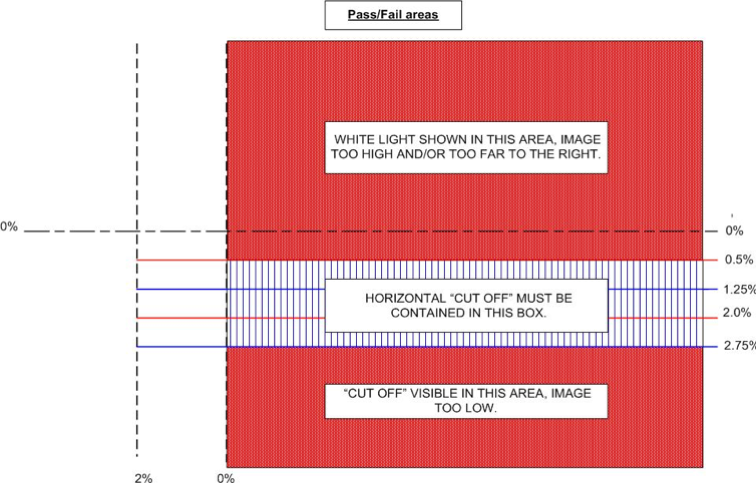 Pass/Fail areas
WHITE LIGHT SHOWN IN THIS AREA, IMAGE
TOO HIGH AND/OR TOO FAR TO THE RIGHT.
0%
0%
0.5%
1.25%
HORIZONTAL “CUT OFF” MUST BE
CONTAINED IN THIS BOX.
2.0%
2.75%
“CUT OFF” VISIBLE IN THIS AREA, IMAGE
TOO LOW.
2%
0%